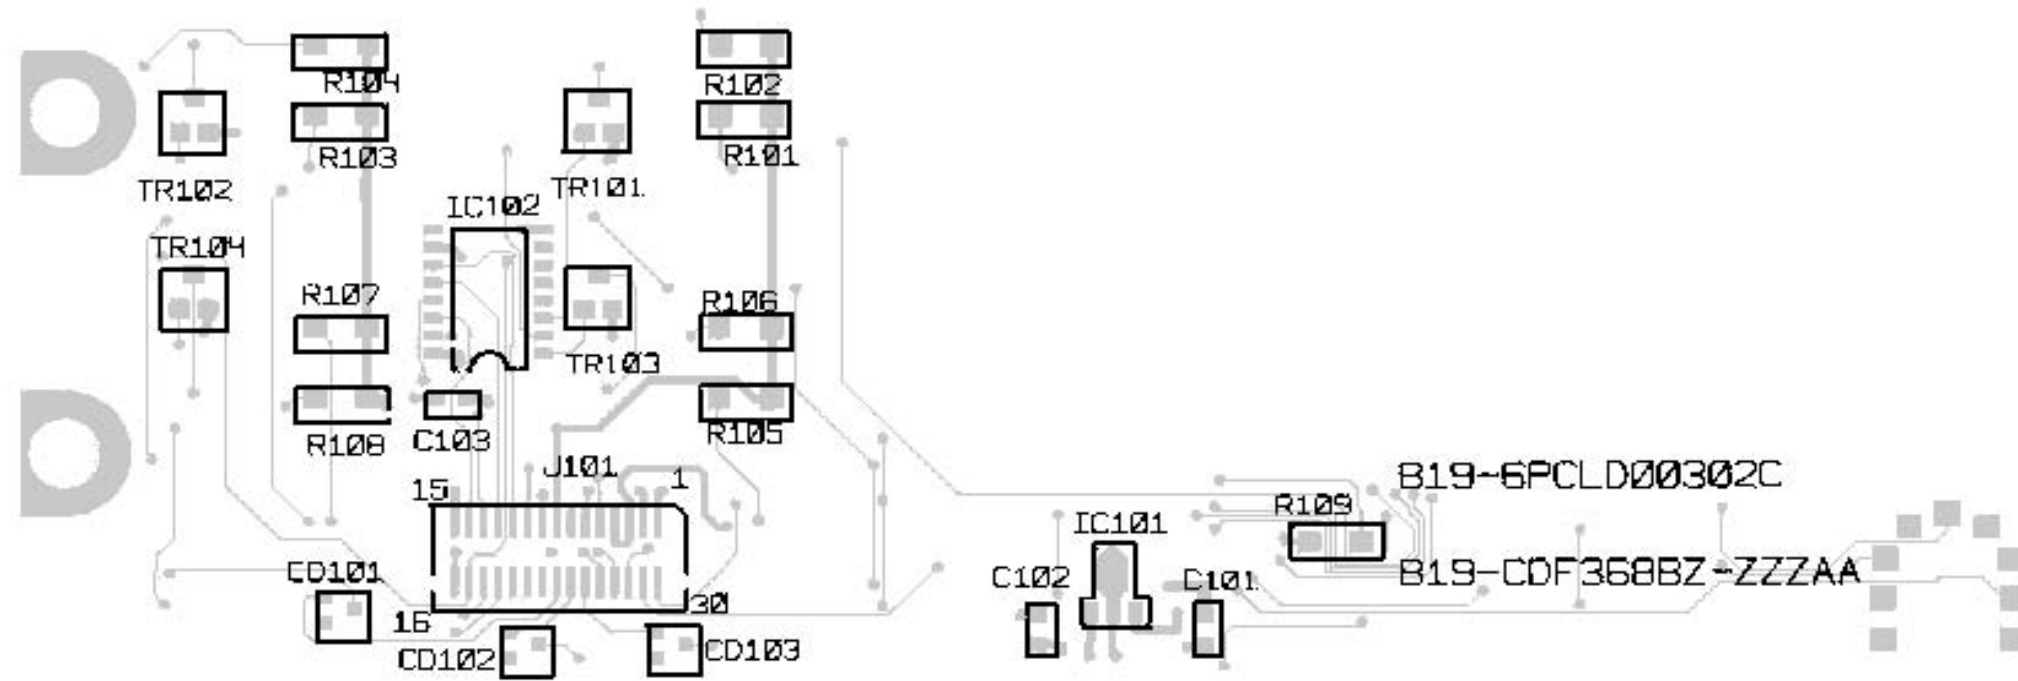 R104
R102
R103
R101
TR102
TR101
IC102
TR104
R107
R106
TR103
R108
C103
R105
J101
15
1
B19-6PCLD00302C
R109
IC101
CD101
C102
C101
B19-CDF368BZ-ZZZAA
16
30
CD102
CD103